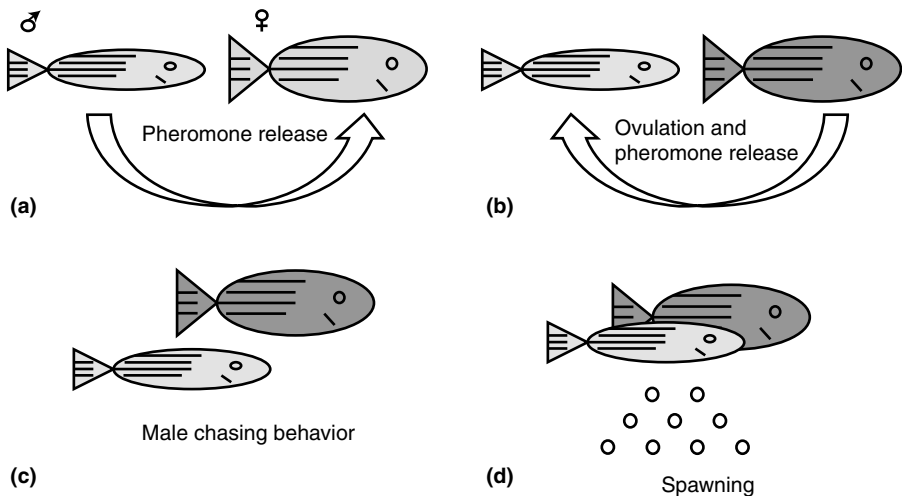 ♂ ♀
Pheromone release
(a)
Ovulation and
pheromone release
(b)
Male chasing behavior
(c)
(d)
Spawning